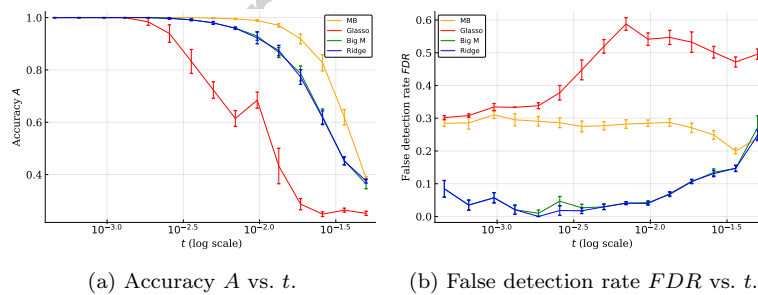 1.0
0.8
0.6
0.4
Accuracy A
MB
Glasso
Big M
Ridge
10^-3.0
10^-2.5
10^-2.0
10^-1.5
t (log scale)
(a) Accuracy A vs. t.
0.6
0.5
0.4
0.3
0.2
0.1
0.0
False detection rate FDR
MB
Glasso
Big M
Ridge
10^-3.0
10^-2.5
10^-2.0
10^-1.5
t (log scale)
(b) False detection rate FDR vs. t.